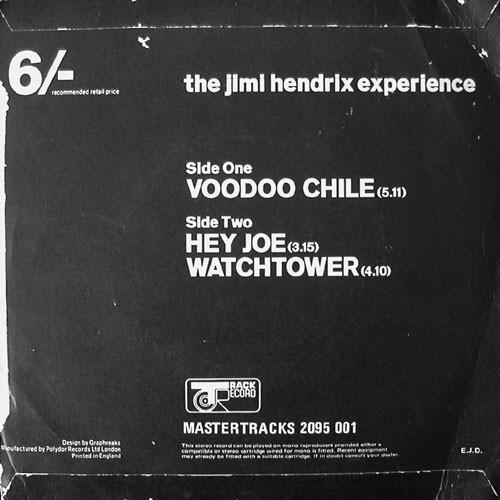 6/-
recommended retail price
the jimi hendrix experience
Side One
VOODOO CHILE (5.11)
Side Two
HEY JOE (3.15)
WATCHTOWER (4.10)
TRACK
RECORD
MASTERTRACKS 2095 001
Design by Graphreaks
Manufactured by Polydor Records Ltd London
Printed in England
This stereo record can be played on mono reproducers provided either a
compatible or stereo cartridge wired for mono is fitted. Recent equipment
may already be fitted with a suitable cartridge. If in doubt consult your dealer.
E.J.D.